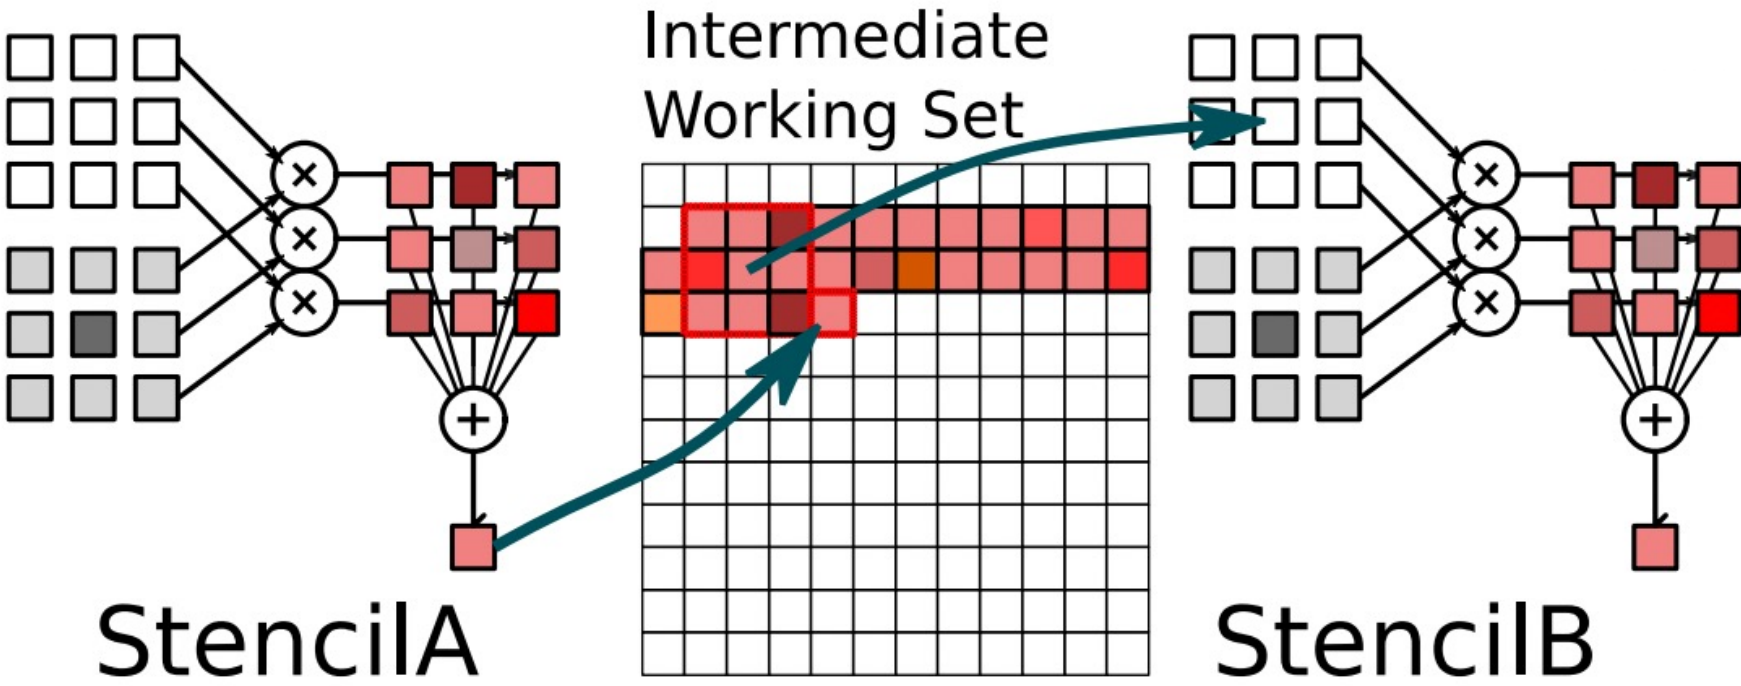 Intermediate
Working Set
×
×
×
+
StencilA
×
×
×
+
StencilB